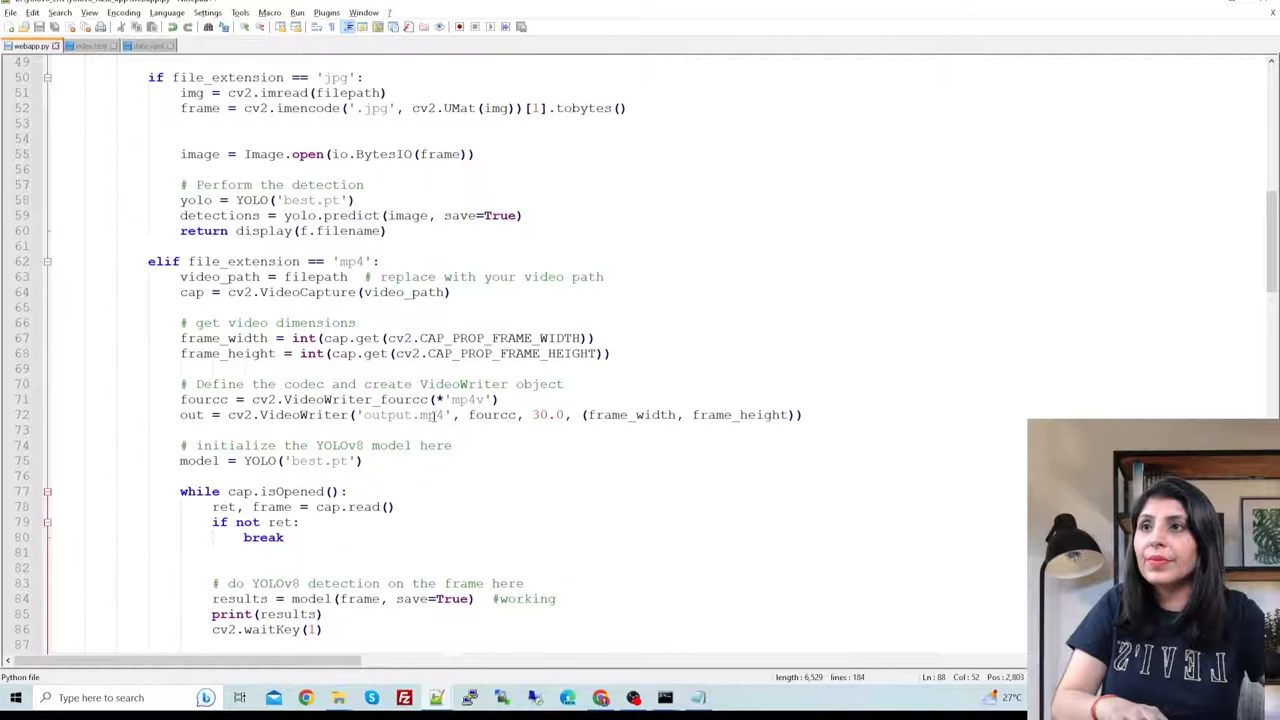 File Edit Search View Encoding Language Settings Tools Macro Run Plugins Window ?
X
webapp.py index.html data.yaml
49
50 if file_extension == 'jpg':
51 img = cv2.imread(filepath)
52 frame = cv2.imencode('.jpg', cv2.UMat(img))[1].tobytes()
53
54
55 image = Image.open(io.BytesIO(frame))
56
57 # Perform the detection
58 yolo = YOLO('best.pt')
59 detections = yolo.predict(image, save=True)
60 return display(f.filename)
61
62 elif file_extension == 'mp4':
63 video_path = filepath # replace with your video path
64 cap = cv2.VideoCapture(video_path)
65
66 # get video dimensions
67 frame_width = int(cap.get(cv2.CAP_PROP_FRAME_WIDTH))
68 frame_height = int(cap.get(cv2.CAP_PROP_FRAME_HEIGHT))
69
70 # Define the codec and create VideoWriter object
71 fourcc = cv2.VideoWriter_fourcc(*'mp4v')
72 out = cv2.VideoWriter('output.mp4', fourcc, 30.0, (frame_width, frame_height))
73
74 # initialize the YOLOv8 model here
75 model = YOLO('best.pt')
76
77 while cap.isOpened():
78 ret, frame = cap.read()
79 if not ret:
80 break
81
82
83 # do YOLOv8 detection on the frame here
84 results = model(frame, save=True) #working
85 print(results)
86 cv2.waitKey(1)
87
Python file length : 6,529 lines : 184 Ln : 88 Col : 52 Pos : 2,803
Type here to search 27°C
LEVI'S